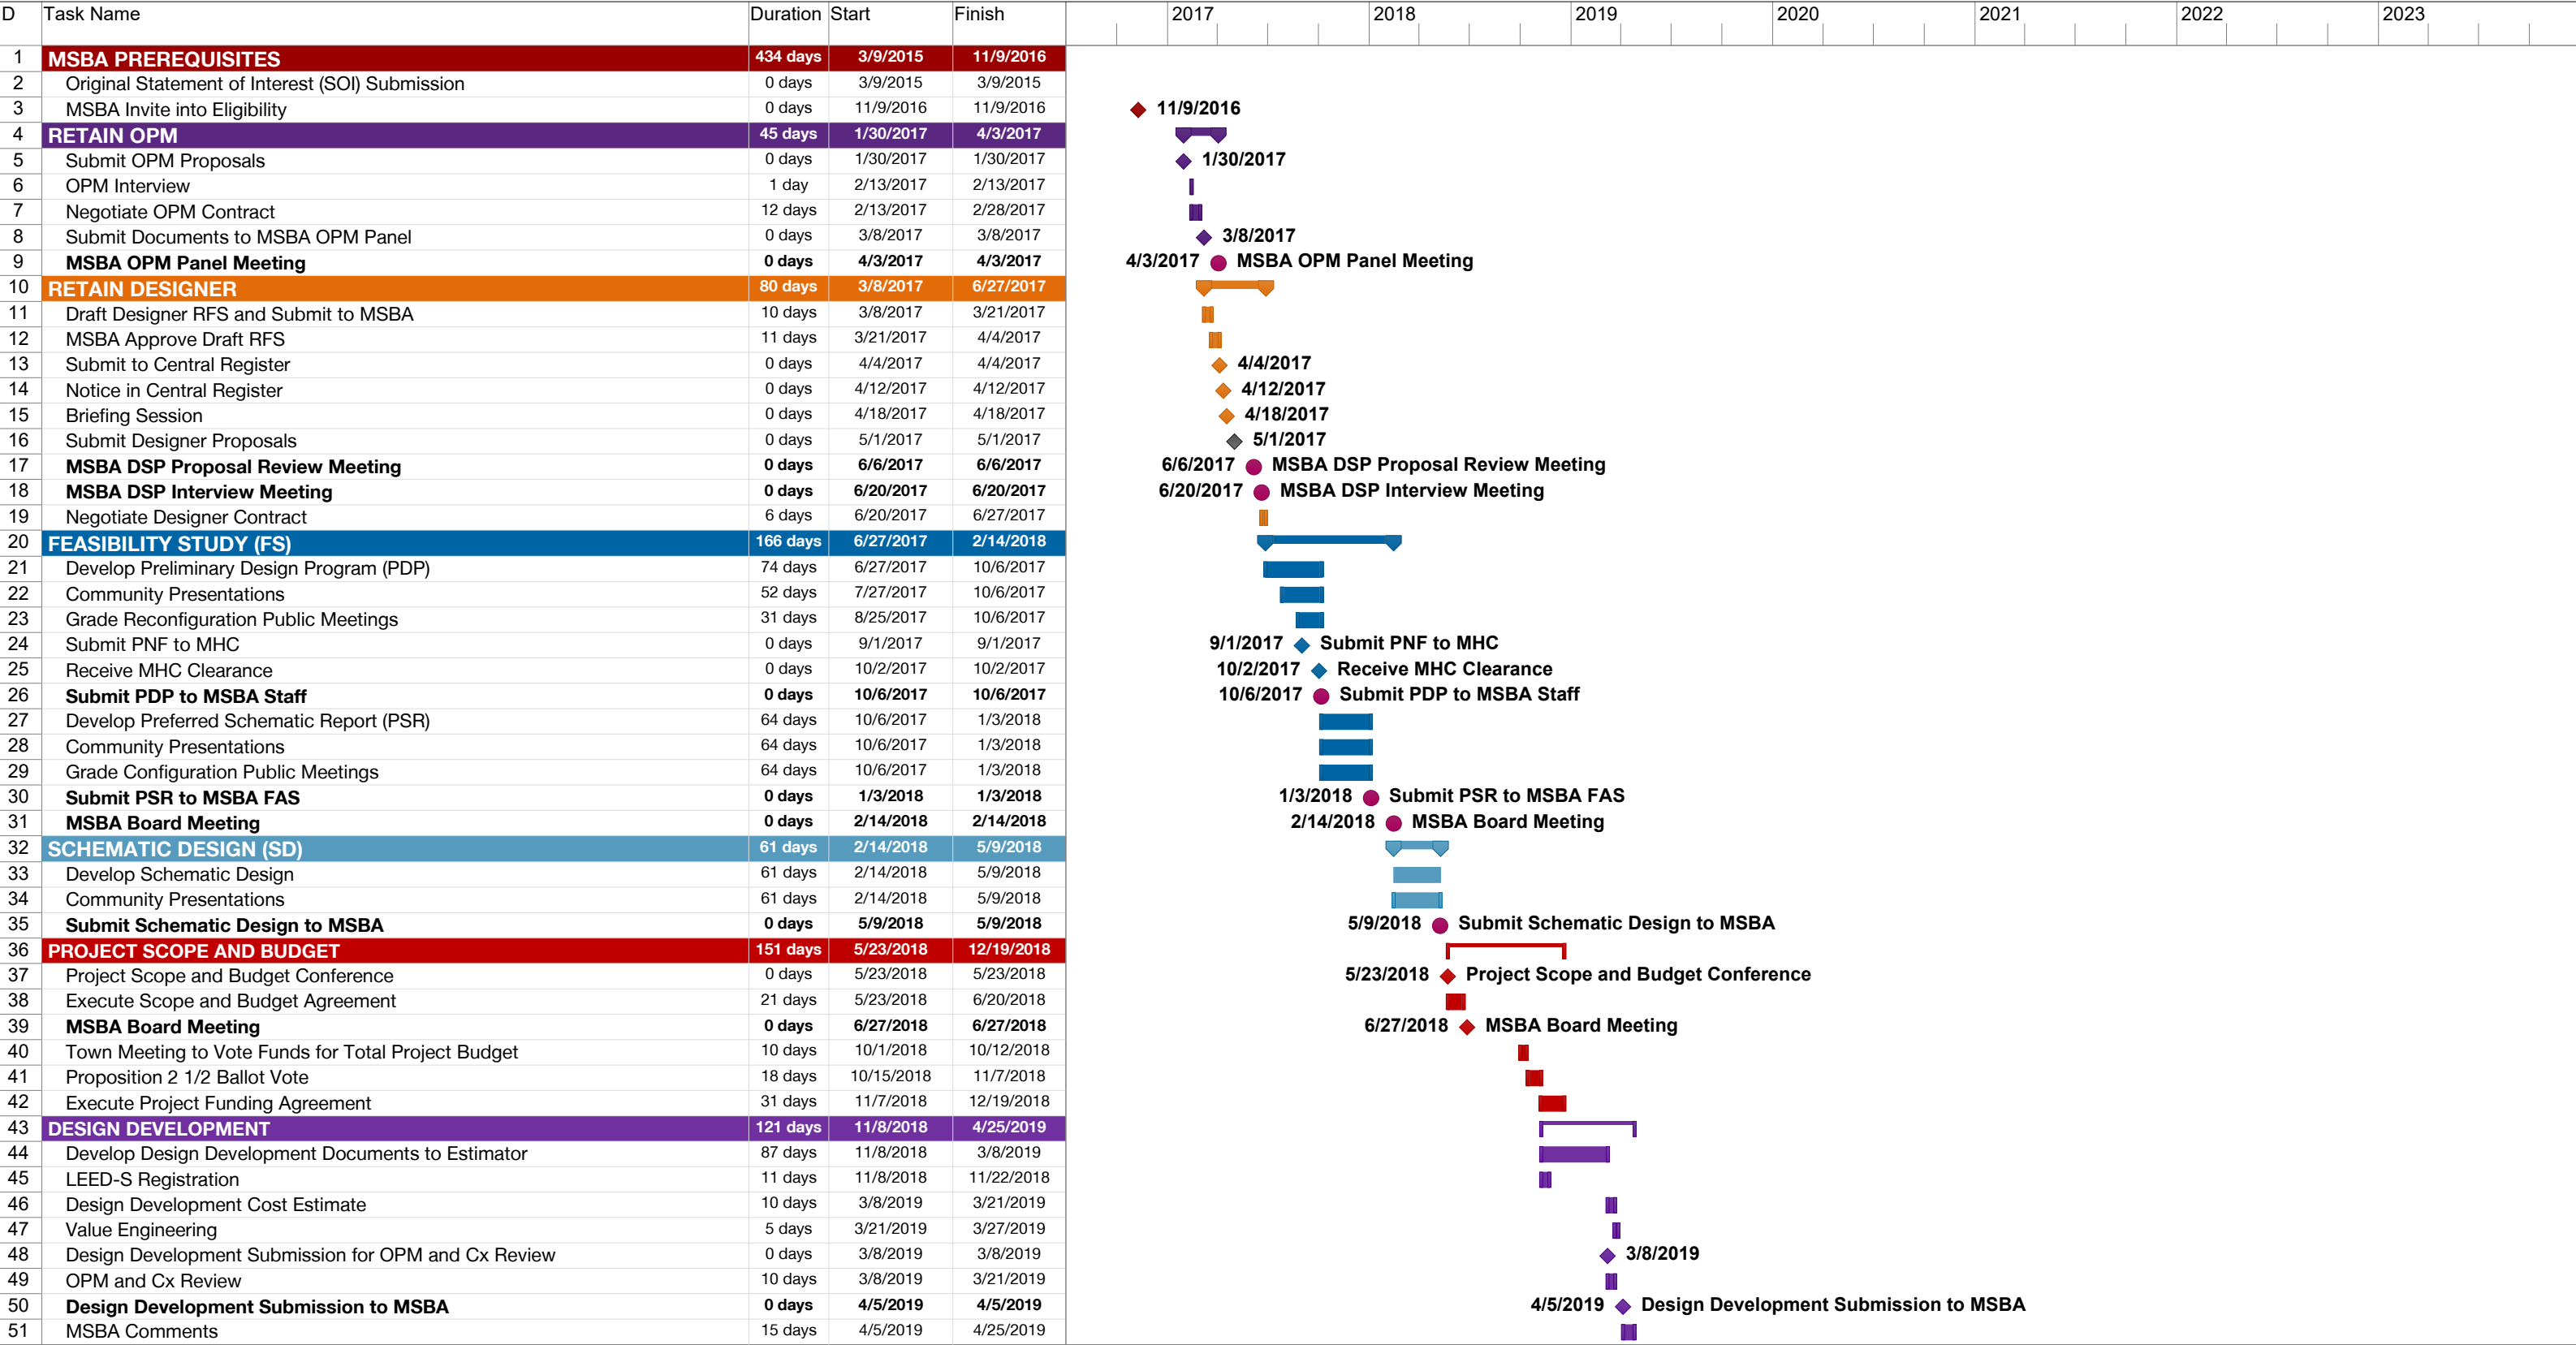 D Task Name Duration Start Finish 2017 2018 2019 2020 2021 2022 2023
1 MSBA PREREQUISITES 434 days 3/9/2015 11/9/2016
2 Original Statement of Interest (SOI) Submission 0 days 3/9/2015 3/9/2015
3 MSBA Invite into Eligibility 0 days 11/9/2016 11/9/2016 11/9/2016
4 RETAIN OPM 45 days 1/30/2017 4/3/2017
5 Submit OPM Proposals 0 days 1/30/2017 1/30/2017 1/30/2017
6 OPM Interview 1 day 2/13/2017 2/13/2017
7 Negotiate OPM Contract 12 days 2/13/2017 2/28/2017
8 Submit Documents to MSBA OPM Panel 0 days 3/8/2017 3/8/2017 3/8/2017
9 MSBA OPM Panel Meeting 0 days 4/3/2017 4/3/2017 4/3/2017 MSBA OPM Panel Meeting
10 RETAIN DESIGNER 80 days 3/8/2017 6/27/2017
11 Draft Designer RFS and Submit to MSBA 10 days 3/8/2017 3/21/2017
12 MSBA Approve Draft RFS 11 days 3/21/2017 4/4/2017
13 Submit to Central Register 0 days 4/4/2017 4/4/2017 4/4/2017
14 Notice in Central Register 0 days 4/12/2017 4/12/2017 4/12/2017
15 Briefing Session 0 days 4/18/2017 4/18/2017 4/18/2017
16 Submit Designer Proposals 0 days 5/1/2017 5/1/2017 5/1/2017
17 MSBA DSP Proposal Review Meeting 0 days 6/6/2017 6/6/2017 6/6/2017 MSBA DSP Proposal Review Meeting
18 MSBA DSP Interview Meeting 0 days 6/20/2017 6/20/2017 6/20/2017 MSBA DSP Interview Meeting
19 Negotiate Designer Contract 6 days 6/20/2017 6/27/2017
20 FEASIBILITY STUDY (FS) 166 days 6/27/2017 2/14/2018
21 Develop Preliminary Design Program (PDP) 74 days 6/27/2017 10/6/2017
22 Community Presentations 52 days 7/27/2017 10/6/2017
23 Grade Reconfiguration Public Meetings 31 days 8/25/2017 10/6/2017
24 Submit PNF to MHC 0 days 9/1/2017 9/1/2017 9/1/2017 Submit PNF to MHC
25 Receive MHC Clearance 0 days 10/2/2017 10/2/2017 10/2/2017 Receive MHC Clearance
26 Submit PDP to MSBA Staff 0 days 10/6/2017 10/6/2017 10/6/2017 Submit PDP to MSBA Staff
27 Develop Preferred Schematic Report (PSR) 64 days 10/6/2017 1/3/2018
28 Community Presentations 64 days 10/6/2017 1/3/2018
29 Grade Configuration Public Meetings 64 days 10/6/2017 1/3/2018
30 Submit PSR to MSBA FAS 0 days 1/3/2018 1/3/2018 1/3/2018 Submit PSR to MSBA FAS
31 MSBA Board Meeting 0 days 2/14/2018 2/14/2018 2/14/2018 MSBA Board Meeting
32 SCHEMATIC DESIGN (SD) 61 days 2/14/2018 5/9/2018
33 Develop Schematic Design 61 days 2/14/2018 5/9/2018
34 Community Presentations 61 days 2/14/2018 5/9/2018
35 Submit Schematic Design to MSBA 0 days 5/9/2018 5/9/2018 5/9/2018 Submit Schematic Design to MSBA
36 PROJECT SCOPE AND BUDGET 151 days 5/23/2018 12/19/2018
37 Project Scope and Budget Conference 0 days 5/23/2018 5/23/2018 5/23/2018 Project Scope and Budget Conference
38 Execute Scope and Budget Agreement 21 days 5/23/2018 6/20/2018
39 MSBA Board Meeting 0 days 6/27/2018 6/27/2018 6/27/2018 MSBA Board Meeting
40 Town Meeting to Vote Funds for Total Project Budget 10 days 10/1/2018 10/12/2018
41 Proposition 2 1/2 Ballot Vote 18 days 10/15/2018 11/7/2018
42 Execute Project Funding Agreement 31 days 11/7/2018 12/19/2018
43 DESIGN DEVELOPMENT 121 days 11/8/2018 4/25/2019
44 Develop Design Development Documents to Estimator 87 days 11/8/2018 3/8/2019
45 LEED-S Registration 11 days 11/8/2018 11/22/2018
46 Design Development Cost Estimate 10 days 3/8/2019 3/21/2019
47 Value Engineering 5 days 3/21/2019 3/27/2019
48 Design Development Submission for OPM and Cx Review 0 days 3/8/2019 3/8/2019 3/8/2019
49 OPM and Cx Review 10 days 3/8/2019 3/21/2019
50 Design Development Submission to MSBA 0 days 4/5/2019 4/5/2019 4/5/2019 Design Development Submission to MSBA
51 MSBA Comments 15 days 4/5/2019 4/25/2019